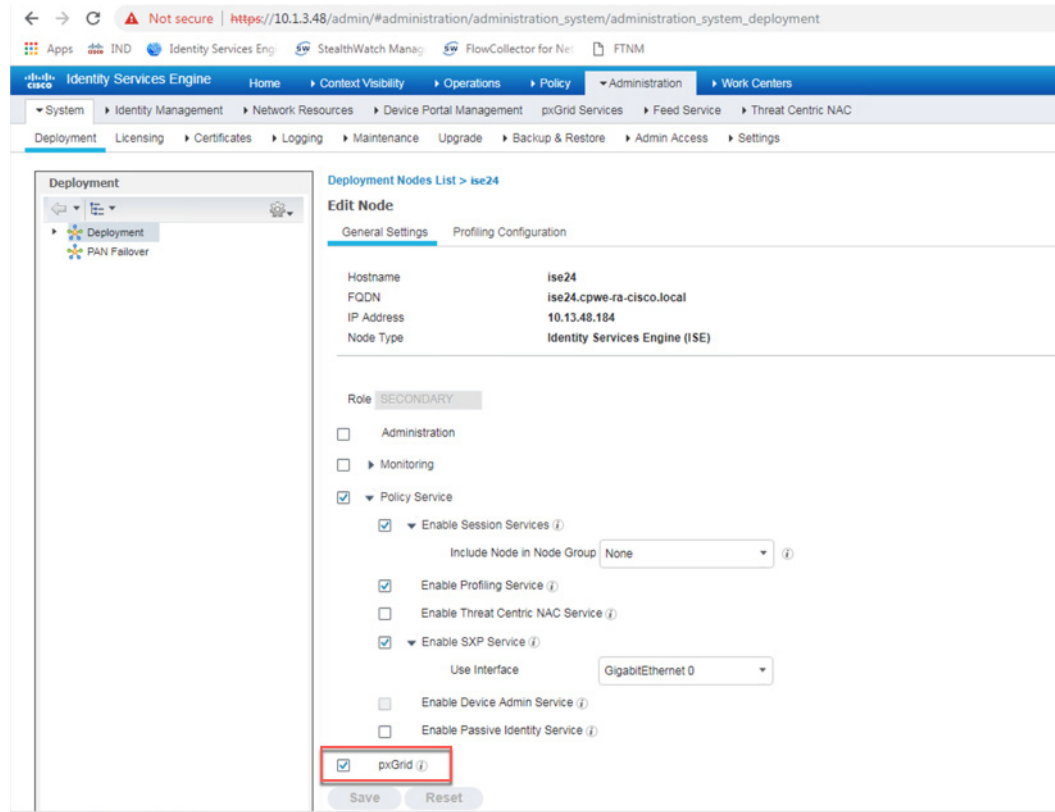 Not secure | https://10.1.3.48/admin/#administration/administration_system/administration_system_deployment
Apps IND Identity Services Eng StealthWatch Manag FlowCollector for Net FTNM
cisco Identity Services Engine Home Context Visibility Operations Policy Administration Work Centers
System Identity Management Network Resources Device Portal Management pxGrid Services Feed Service Threat Centric NAC
Deployment Licensing Certificates Logging Maintenance Upgrade Backup & Restore Admin Access Settings
Deployment
Deployment
PAN Failover
Deployment Nodes List > ise24
Edit Node
General Settings Profiling Configuration
Hostname ise24
FQDN ise24.cpwe-ra-cisco.local
IP Address 10.13.48.184
Node Type Identity Services Engine (ISE)
Role SECONDARY
Administration
Monitoring
Policy Service
Enable Session Services
Include Node in Node Group None
Enable Profiling Service
Enable Threat Centric NAC Service
Enable SXP Service
Use Interface GigabitEthernet 0
Enable Device Admin Service
Enable Passive Identity Service
pxGrid
Save Reset